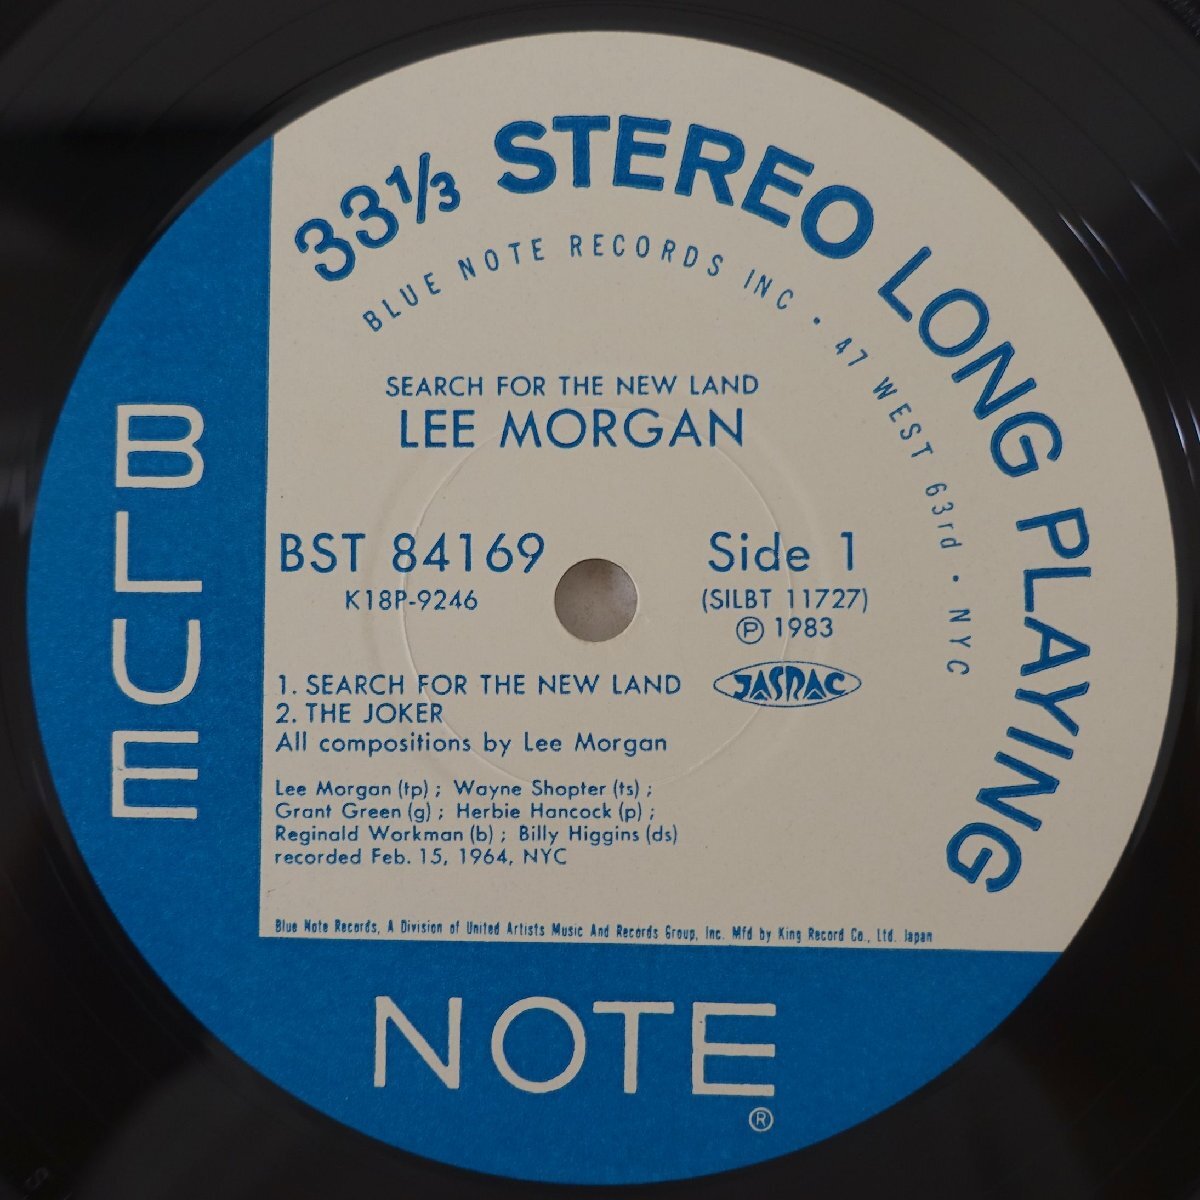 33⅓ STEREO LONG PLAYING
BLUE NOTE RECORDS INC · 47 WEST 63rd · NYC
SEARCH FOR THE NEW LAND
LEE MORGAN
BST 84169
K18P-9246
Side 1
(SILBT 11727)
Ⓟ 1983
JASRAC
1. SEARCH FOR THE NEW LAND
2. THE JOKER
All compositions by Lee Morgan
Lee Morgan (tp) ; Wayne Shopter (ts) ;
Grant Green (g) ; Herbie Hancock (p) ;
Reginald Workman (b) ; Billy Higgins (ds)
recorded Feb. 15, 1964, NYC
Blue Note Records, A Division of United Artists Music And Records Group, Inc. Mfd by King Record Co., Ltd. Japan
BLUE
NOTE
®